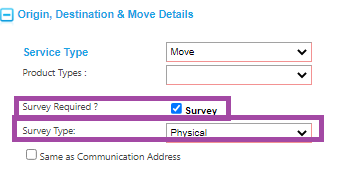 Origin, Destination & Move Details
Service Type Move
Product Types :
Survey Required ? Survey
Survey Type: Physical
Same as Communication Address